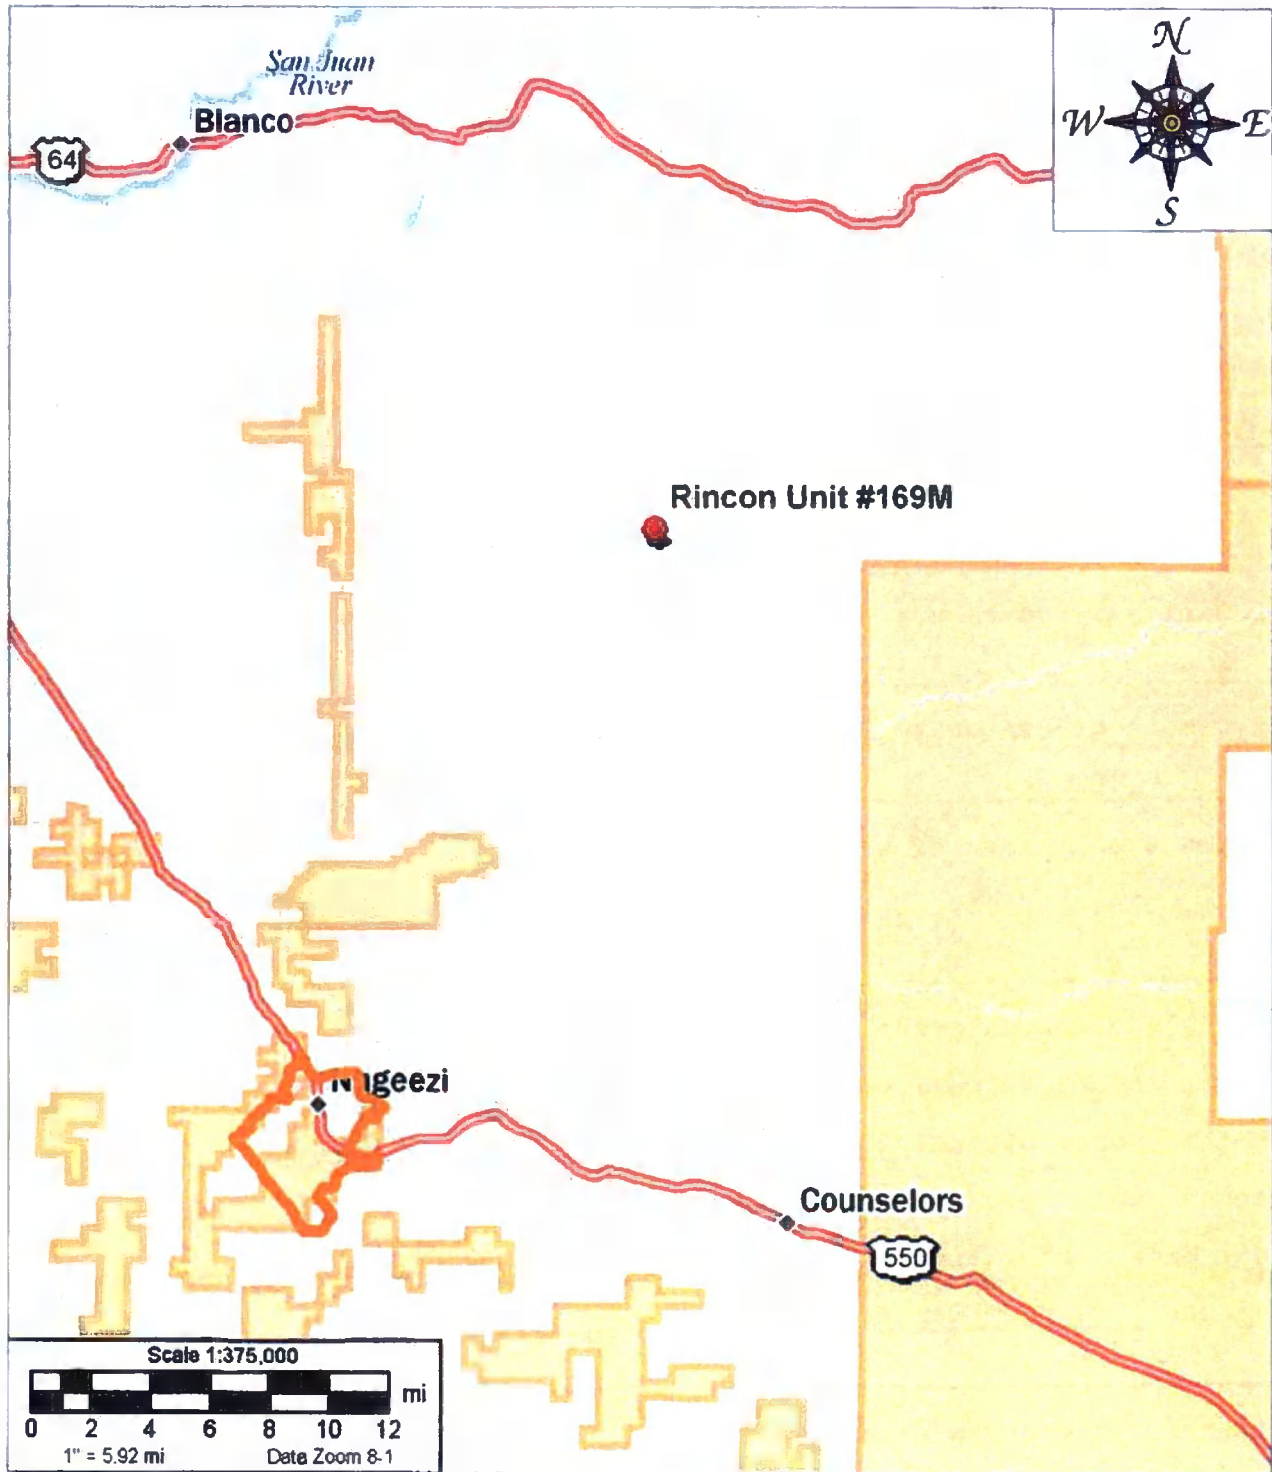 San Juan
River
Blanco
64
N
W
E
S
Rincon Unit #169M
Nageezi
Counselors
550
Scale 1:375,000
mi
0 2 4 6 8 10 12
1" = 5.92 mi Data Zoom 8-1